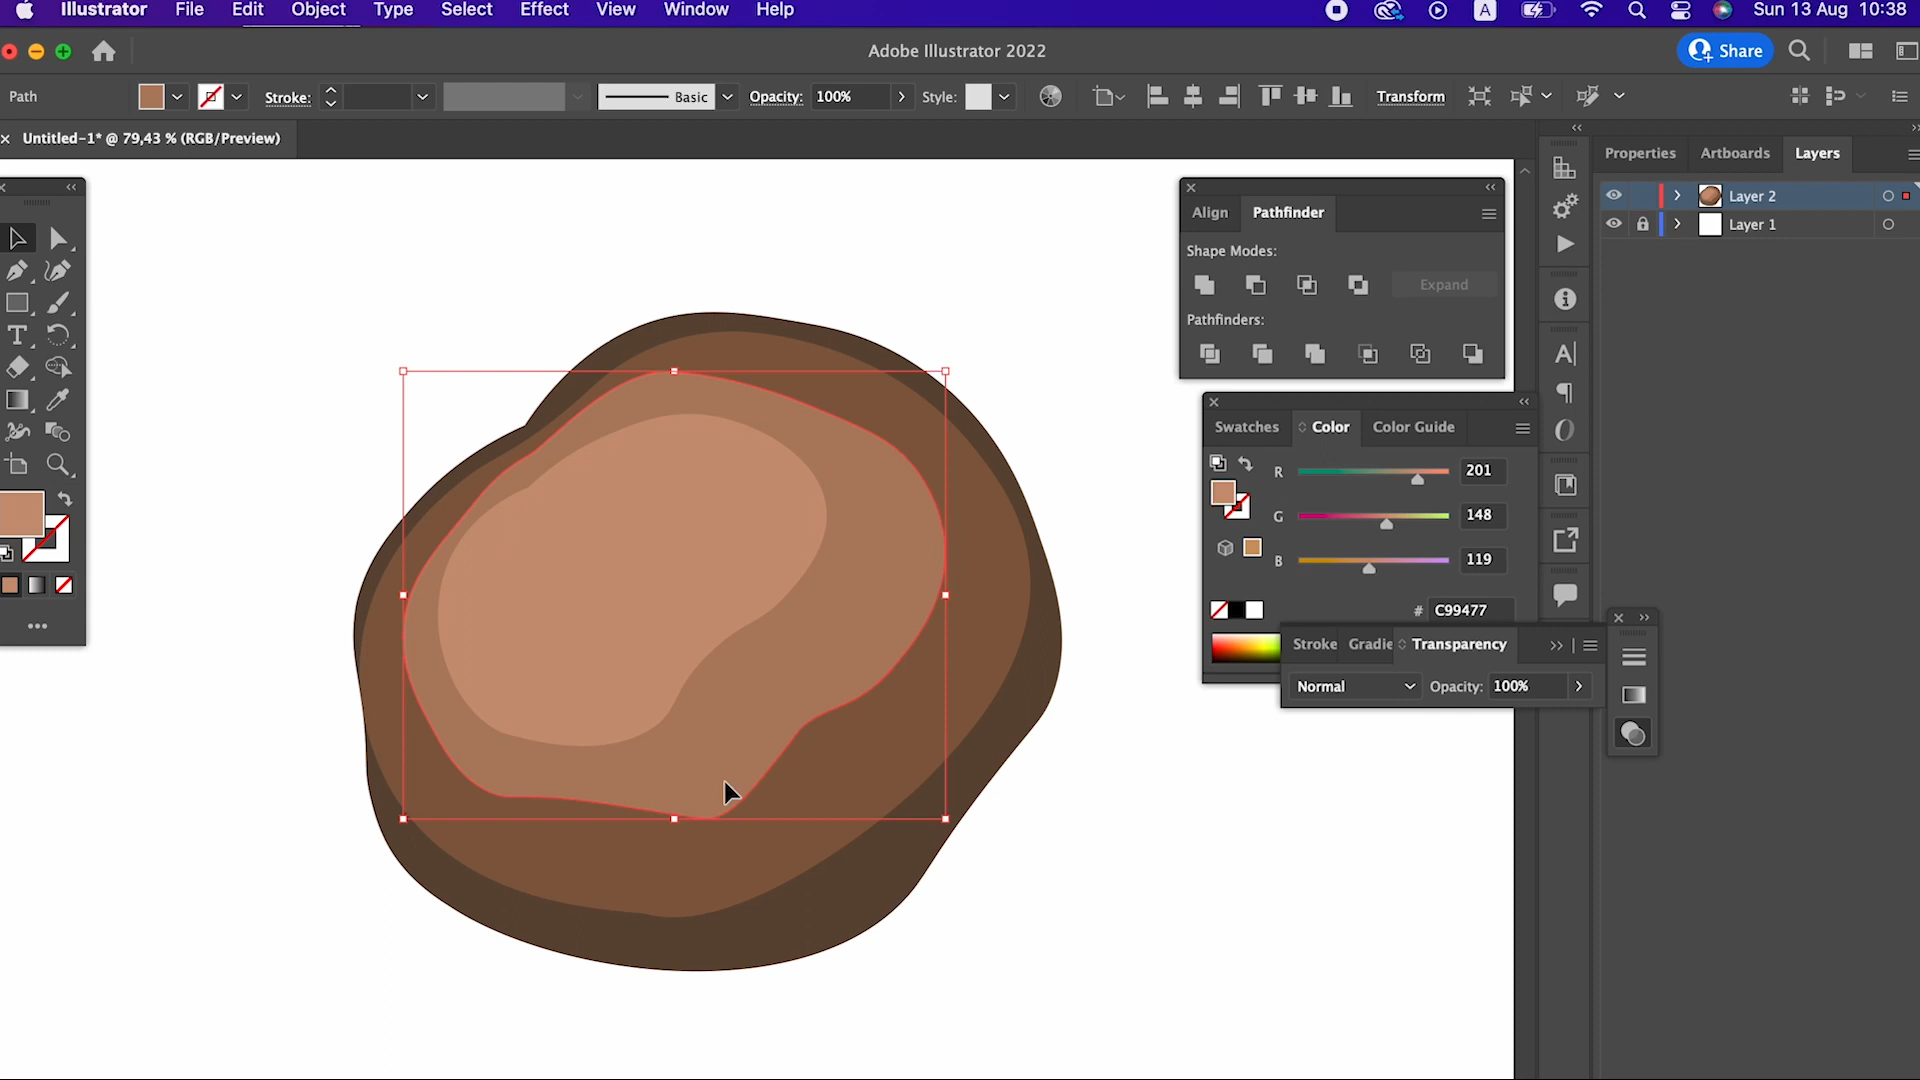 Illustrator File Edit Object Type Select Effect View Window Help A Sun 13 Aug 10:38
Adobe Illustrator 2022 Share
Path Stroke: Basic Opacity: 100% Style: Transform
Untitled-1* @ 79,43 % (RGB/Preview)
Properties Artboards Layers
Layer 2
Layer 1
Align Pathfinder
Shape Modes:
Expand
Pathfinders:
Swatches Color Color Guide
R 201
G 148
B 119
# C99477
Stroke Gradie Transparency
Normal Opacity: 100%